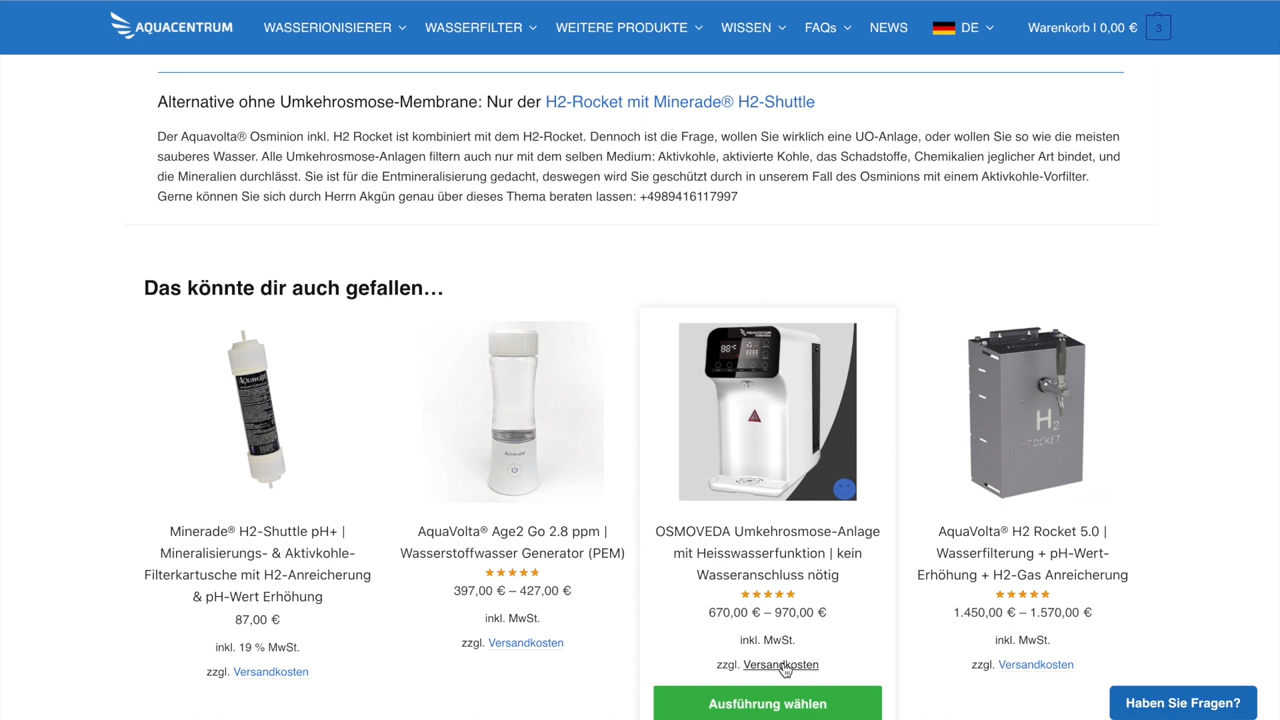 AQUACENTRUM
WASSERIONISIERER
WASSERFILTER
WEITERE PRODUKTE
WISSEN
FAQs
NEWS
DE
Warenkorb I 0,00 €
3
Alternative ohne Umkehrosmose-Membrane: Nur der H2-Rocket mit Minerade® H2-Shuttle
Der Aquavolta® Osminion inkl. H2 Rocket ist kombiniert mit dem H2-Rocket. Dennoch ist die Frage, wollen Sie wirklich eine UO-Anlage, oder wollen Sie so wie die meisten
sauberes Wasser. Alle Umkehrosmose-Anlagen filtern auch nur mit dem selben Medium: Aktivkohle, aktivierte Kohle, das Schadstoffe, Chemikalien jeglicher Art bindet, und
die Mineralien durchlässt. Sie ist für die Entmineralisierung gedacht, deswegen wird Sie geschützt durch in unserem Fall des Osminions mit einem Aktivkohle-Vorfilter.
Gerne können Sie sich durch Herrn Akgün genau über dieses Thema beraten lassen: +4989416117997
Das könnte dir auch gefallen…
AQUACENTRUM
88°C
H2
ROCKET
Minerade® H2-Shuttle pH+ |
Mineralisierungs- & Aktivkohle-
Filterkartusche mit H2-Anreicherung
& pH-Wert Erhöhung
87,00 €
inkl. 19 % MwSt.
zzgl. Versandkosten
AquaVolta® Age2 Go 2.8 ppm |
Wasserstoffwasser Generator (PEM)
397,00 € – 427,00 €
inkl. MwSt.
zzgl. Versandkosten
OSMOVEDA Umkehrosmose-Anlage
mit Heisswasserfunktion | kein
Wasseranschluss nötig
670,00 € – 970,00 €
inkl. MwSt.
zzgl. Versandkosten
Ausführung wählen
AquaVolta® H2 Rocket 5.0 |
Wasserfilterung + pH-Wert-
Erhöhung + H2-Gas Anreicherung
1.450,00 € – 1.570,00 €
inkl. MwSt.
zzgl. Versandkosten
Haben Sie Fragen?